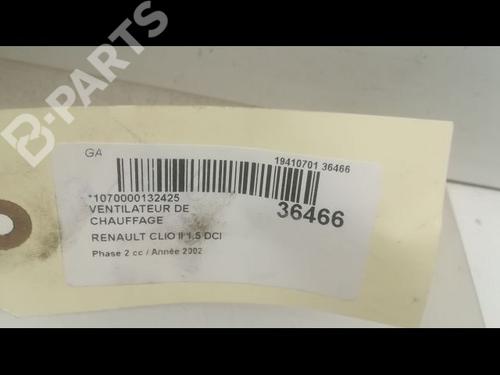 B-PARTS
GA
19410701 36466
*1070000132425
36466
VENTILATEUR DE
CHAUFFAGE
RENAULT CLIO II 1.5 DCI
Phase 2 cc / Année 2002